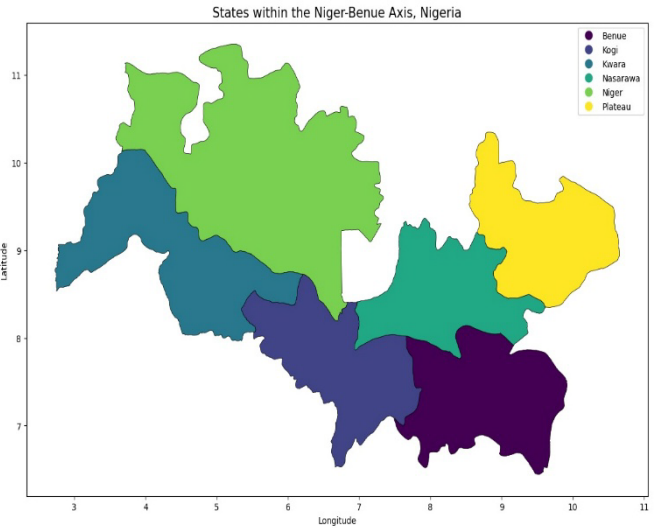 States within the Niger-Benue Axis, Nigeria
Benue
Kogi
Kwara
Nasarawa
Niger
Plateau
11
10
9
8
7
Latitude
3 4 5 6 7 8 9 10 11
Longitude